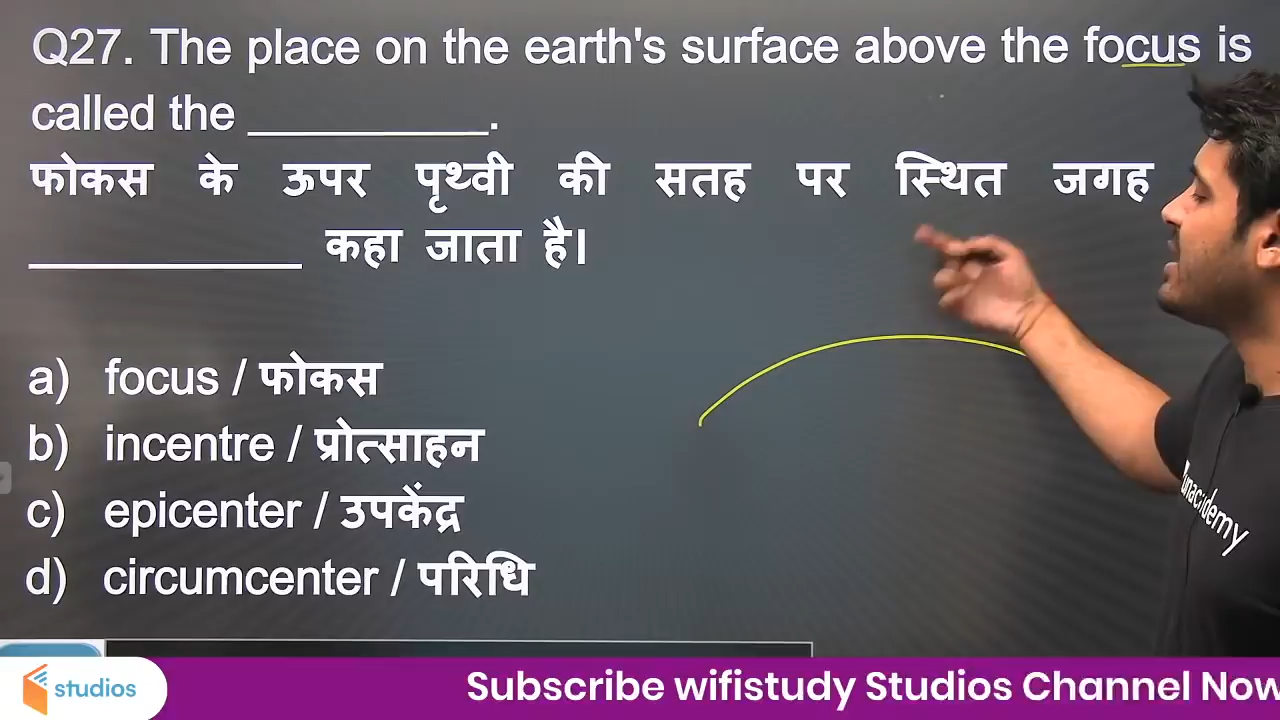 Q27. The place on the earth's surface above the focus is
called the __________.
फोकस के ऊपर पृथ्वी की सतह पर स्थित जगह
___________ कहा जाता है।
a) focus / फोकस
b) incentre / प्रोत्साहन
c) epicenter / उपकेंद्र
d) circumcenter / परिधि
unacademy
studios
Subscribe wifistudy Studios Channel Now